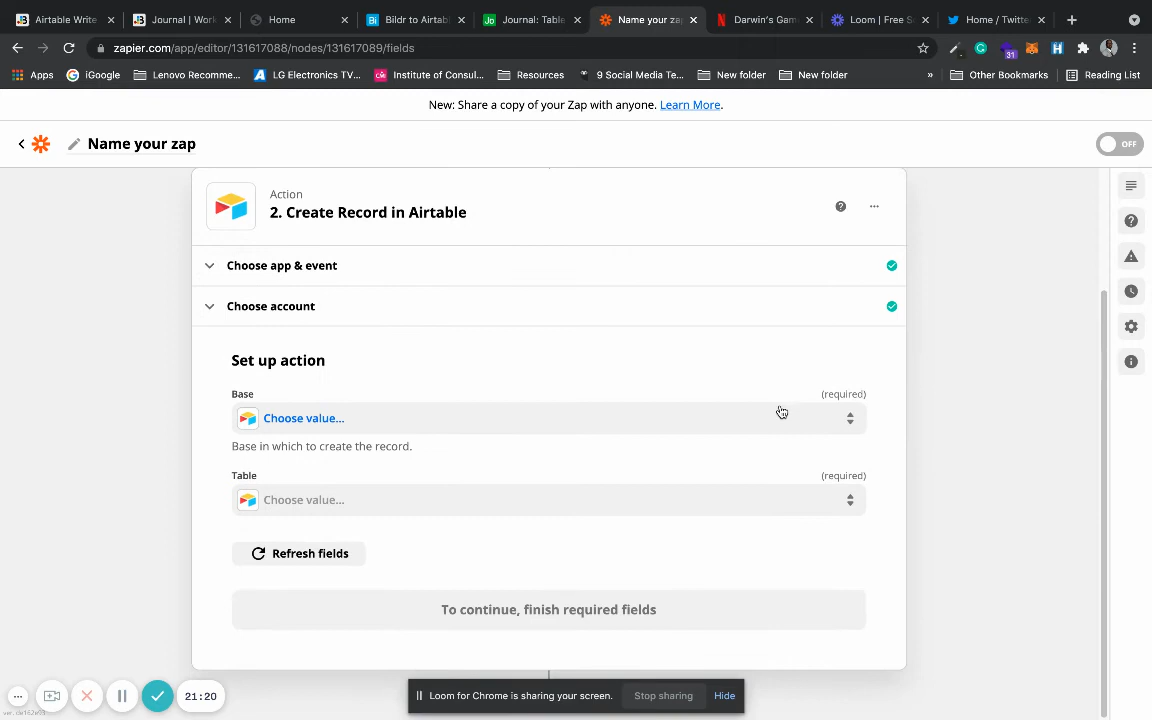 Airtable Write
Journal | Work
Home
Bildr to Airtab
Journal: Table
Name your zap
Darwin's Gam
Loom | Free Sc
Home / Twitte
zapier.com/app/editor/131617088/nodes/131617089/fields
31
Apps
iGoogle
Lenovo Recomme...
LG Electronics TV...
Institute of Consul...
Resources
9 Social Media Te...
New folder
New folder
»
Other Bookmarks
Reading List
New: Share a copy of your Zap with anyone. Learn More.
Name your zap
OFF
Action
2. Create Record in Airtable
Choose app & event
Choose account
Set up action
Base
(required)
Choose value...
Base in which to create the record.
Table
(required)
Choose value...
Refresh fields
To continue, finish required fields
21:20
Loom for Chrome is sharing your screen.
Stop sharing
Hide